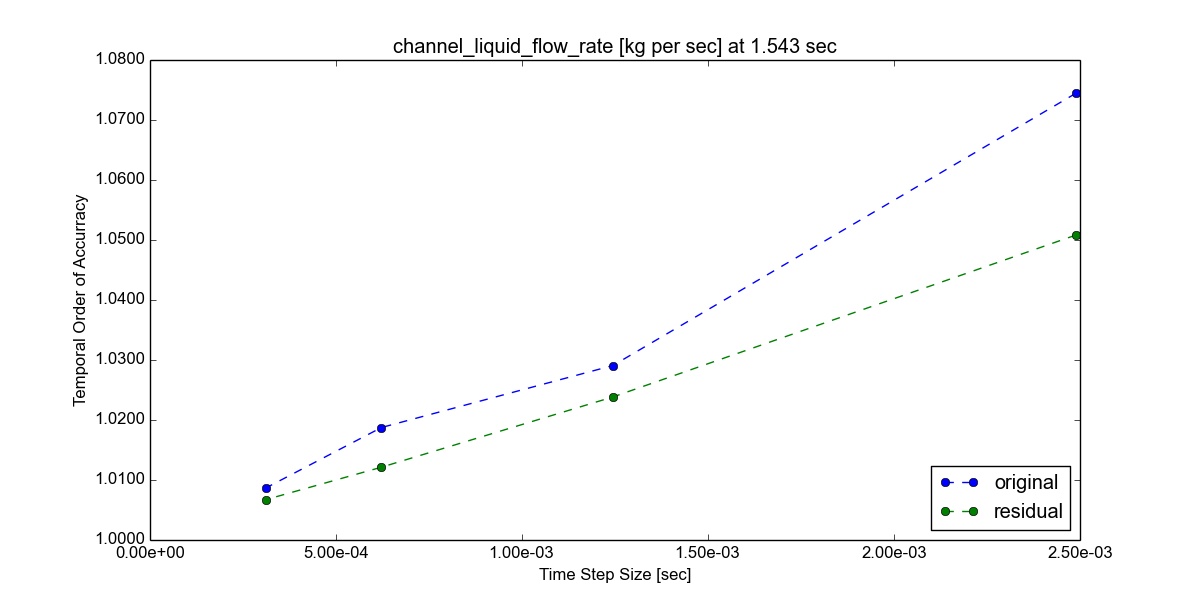 channel_liquid_flow_rate [kg per sec] at 1.543 sec
1.0800
1.0700
1.0600
1.0500
1.0400
1.0300
1.0200
1.0100
1.0000
Temporal Order of Accurracy
0.00e+00 5.00e-04 1.00e-03 1.50e-03 2.00e-03 2.50e-03
Time Step Size [sec]
original
residual